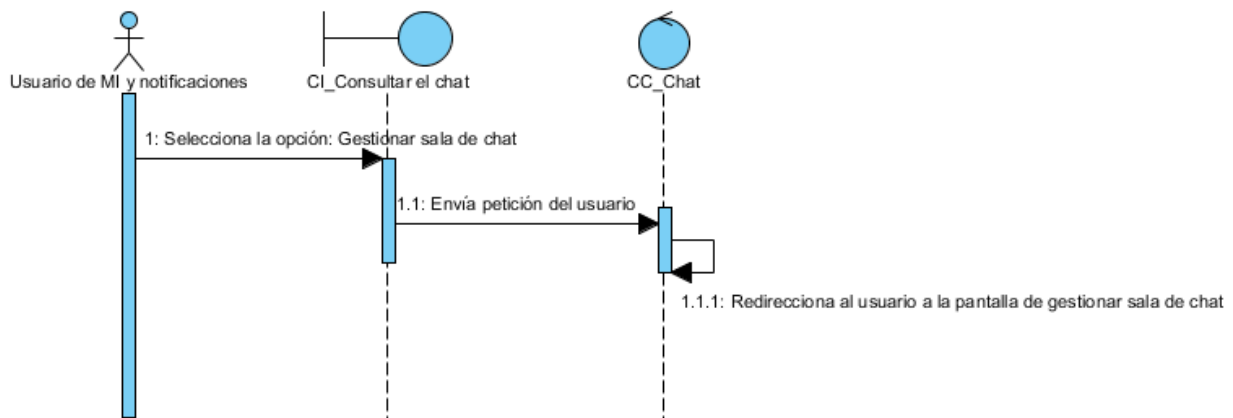 Usuario de MI y notificaciones
CI_Consultar el chat
CC_Chat
1: Selecciona la opción: Gestionar sala de chat
1.1: Envía petición del usuario
1.1.1: Redirecciona al usuario a la pantalla de gestionar sala de chat